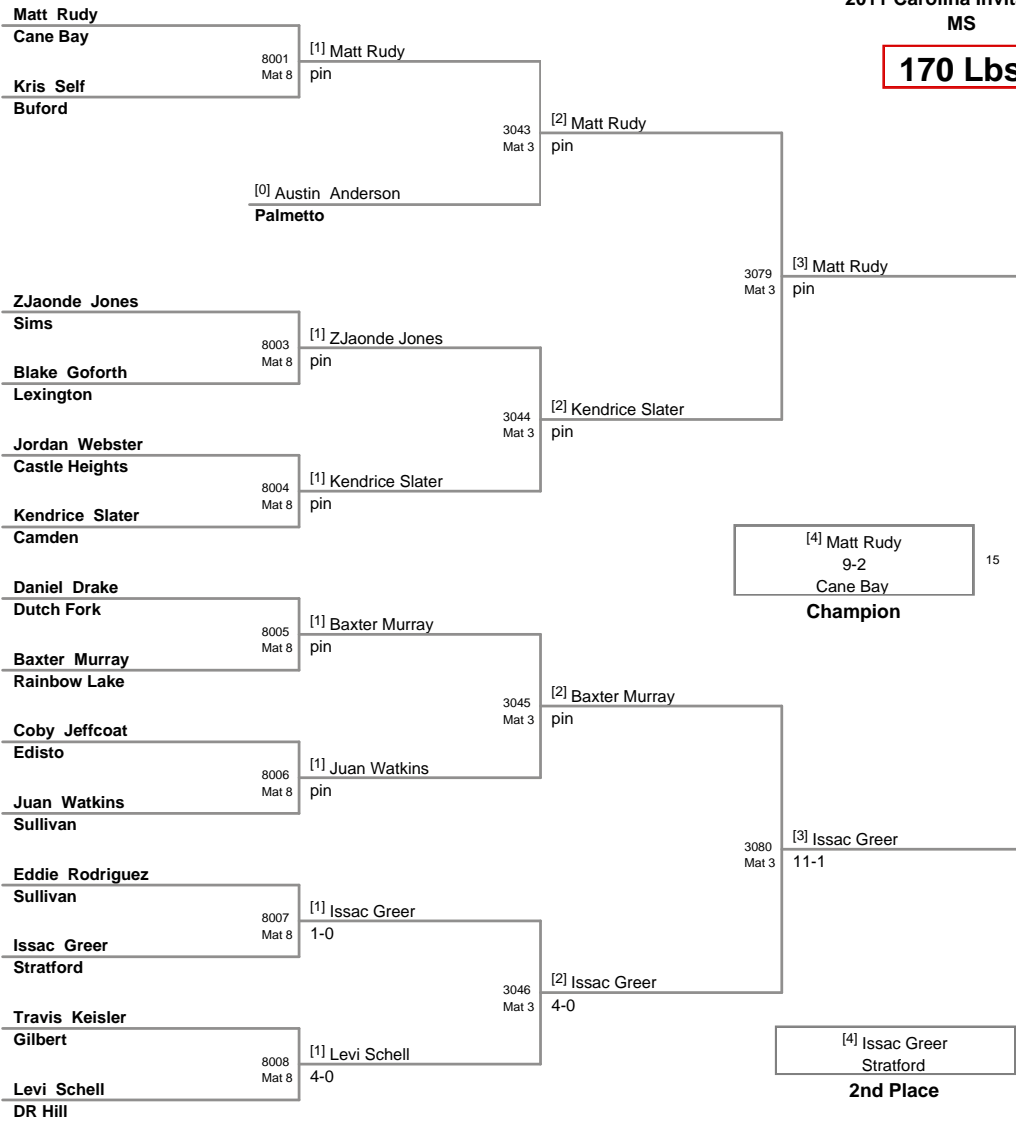 2011 Carolina Invita
MS
170 Lbs
Matt Rudy
Cane Bay
8001
Mat 8
[1] Matt Rudy
pin
Kris Self
Buford
3043
Mat 3
[2] Matt Rudy
pin
[0] Austin Anderson
Palmetto
3079
Mat 3
[3] Matt Rudy
pin
ZJaonde Jones
Sims
8003
Mat 8
[1] ZJaonde Jones
pin
Blake Goforth
Lexington
3044
Mat 3
[2] Kendrice Slater
pin
Jordan Webster
Castle Heights
8004
Mat 8
[1] Kendrice Slater
pin
Kendrice Slater
Camden
[4] Matt Rudy
9-2
Cane Bay
15
Champion
Daniel Drake
Dutch Fork
8005
Mat 8
[1] Baxter Murray
pin
Baxter Murray
Rainbow Lake
3045
Mat 3
[2] Baxter Murray
pin
Coby Jeffcoat
Edisto
8006
Mat 8
[1] Juan Watkins
pin
Juan Watkins
Sullivan
3080
Mat 3
[3] Issac Greer
11-1
Eddie Rodriguez
Sullivan
8007
Mat 8
[1] Issac Greer
1-0
Issac Greer
Stratford
3046
Mat 3
[2] Issac Greer
4-0
Travis Keisler
Gilbert
8008
Mat 8
[1] Levi Schell
4-0
Levi Schell
DR Hill
[4] Issac Greer
Stratford
2nd Place